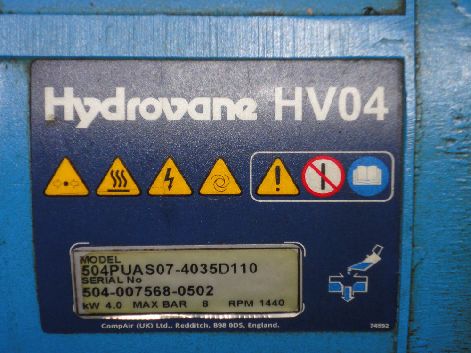 Hydrovane HV04
MODEL
504PUAS07-4035D110
SERIAL No
504-007568-0502
kW 4.0 MAX BAR 8 RPM 1440
CompAir (UK) Ltd., Redditch, B98 0DS, England.
74892